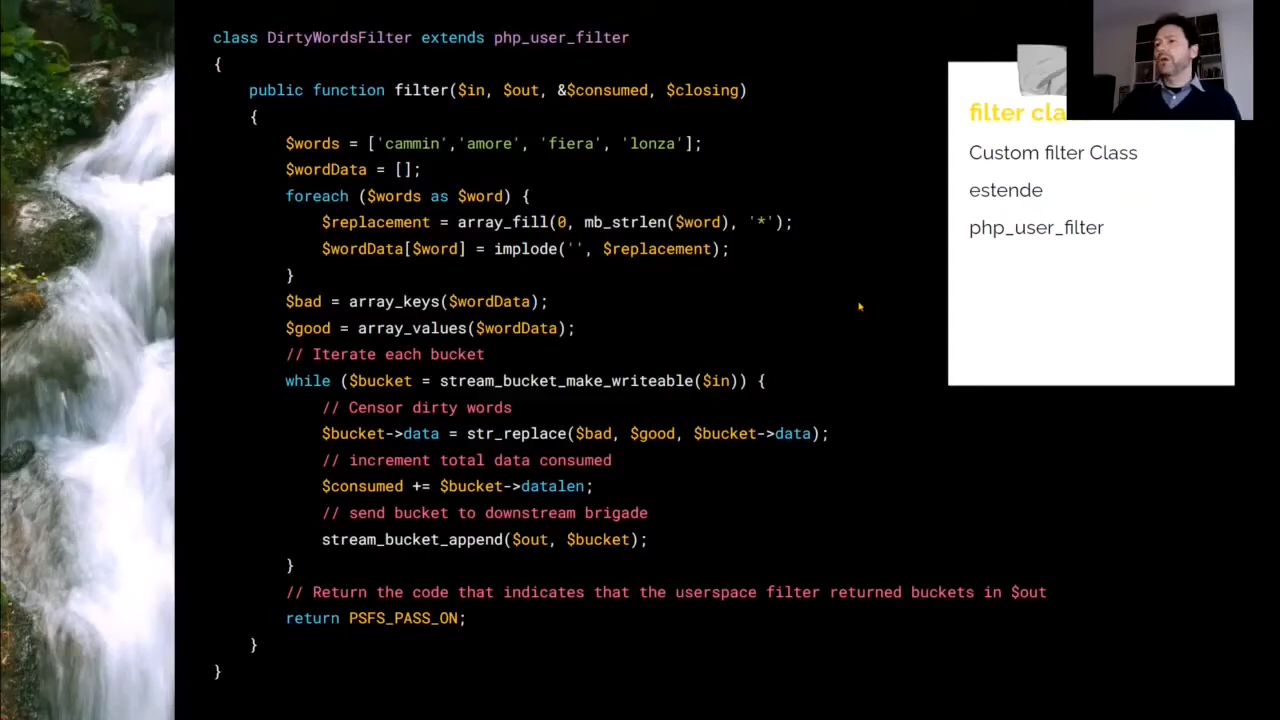 class DirtyWordsFilter extends php_user_filter
{
public function filter($in, $out, &$consumed, $closing)
{
$words = ['cammin','amore', 'fiera', 'lonza'];
$wordData = [];
foreach ($words as $word) {
$replacement = array_fill(0, mb_strlen($word), '*');
$wordData[$word] = implode('', $replacement);
}
$bad = array_keys($wordData);
$good = array_values($wordData);
// Iterate each bucket
while ($bucket = stream_bucket_make_writeable($in)) {
// Censor dirty words
$bucket->data = str_replace($bad, $good, $bucket->data);
// increment total data consumed
$consumed += $bucket->datalen;
// send bucket to downstream brigade
stream_bucket_append($out, $bucket);
}
// Return the code that indicates that the userspace filter returned buckets in $out
return PSFS_PASS_ON;
}
}
filter cla
Custom filter Class
estende
php_user_filter